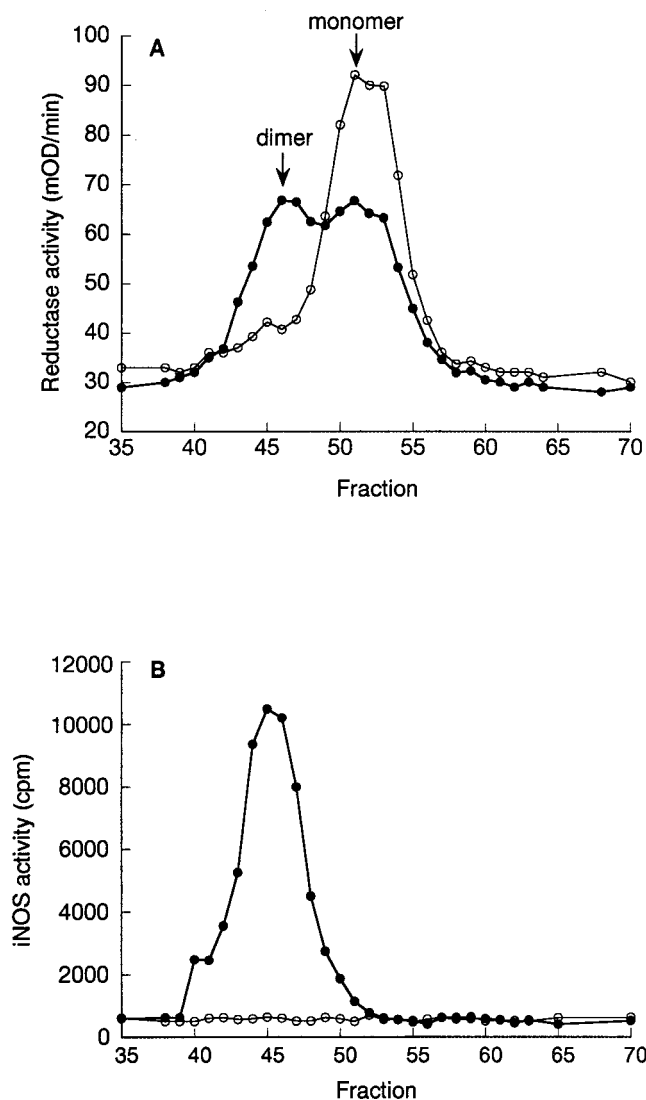 A
monomer
dimer
Reductase activity (mOD/min)
100
90
80
70
60
50
40
30
20
35 40 45 50 55 60 65 70
Fraction
B
iNOS activity (cpm)
12000
10000
8000
6000
4000
2000
0
35 40 45 50 55 60 65 70
Fraction